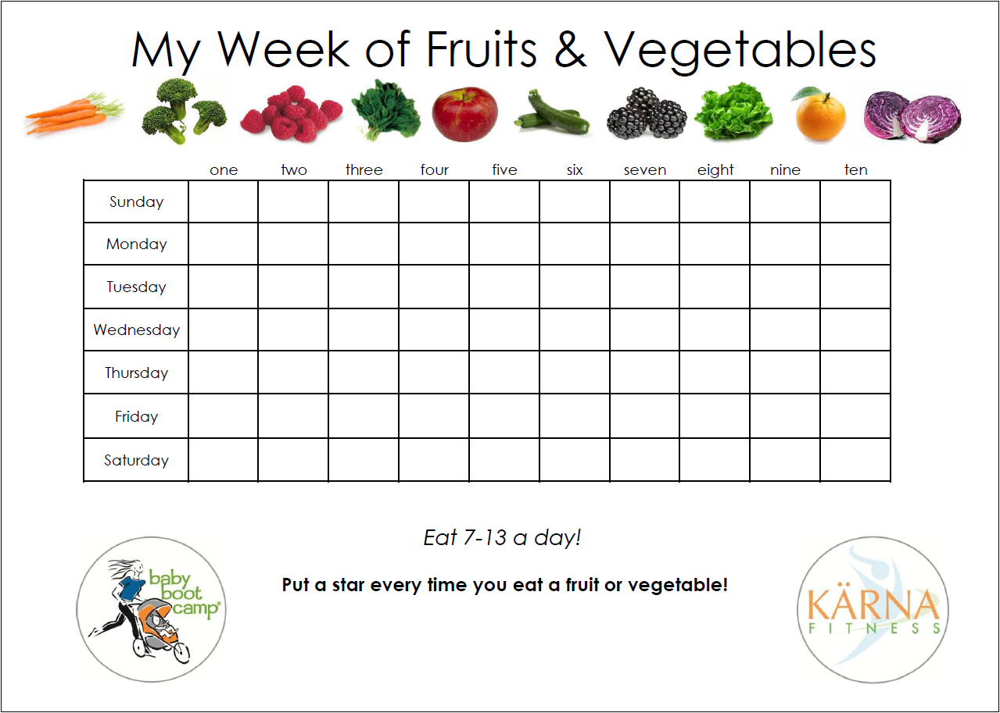 My Week of Fruits & Vegetables
one two three four five six seven eight nine ten
Sunday
Monday
Tuesday
Wednesday
Thursday
Friday
Saturday
Eat 7-13 a day!
Put a star every time you eat a fruit or vegetable!
baby
boot
camp®
KÄRNA
FITNESS